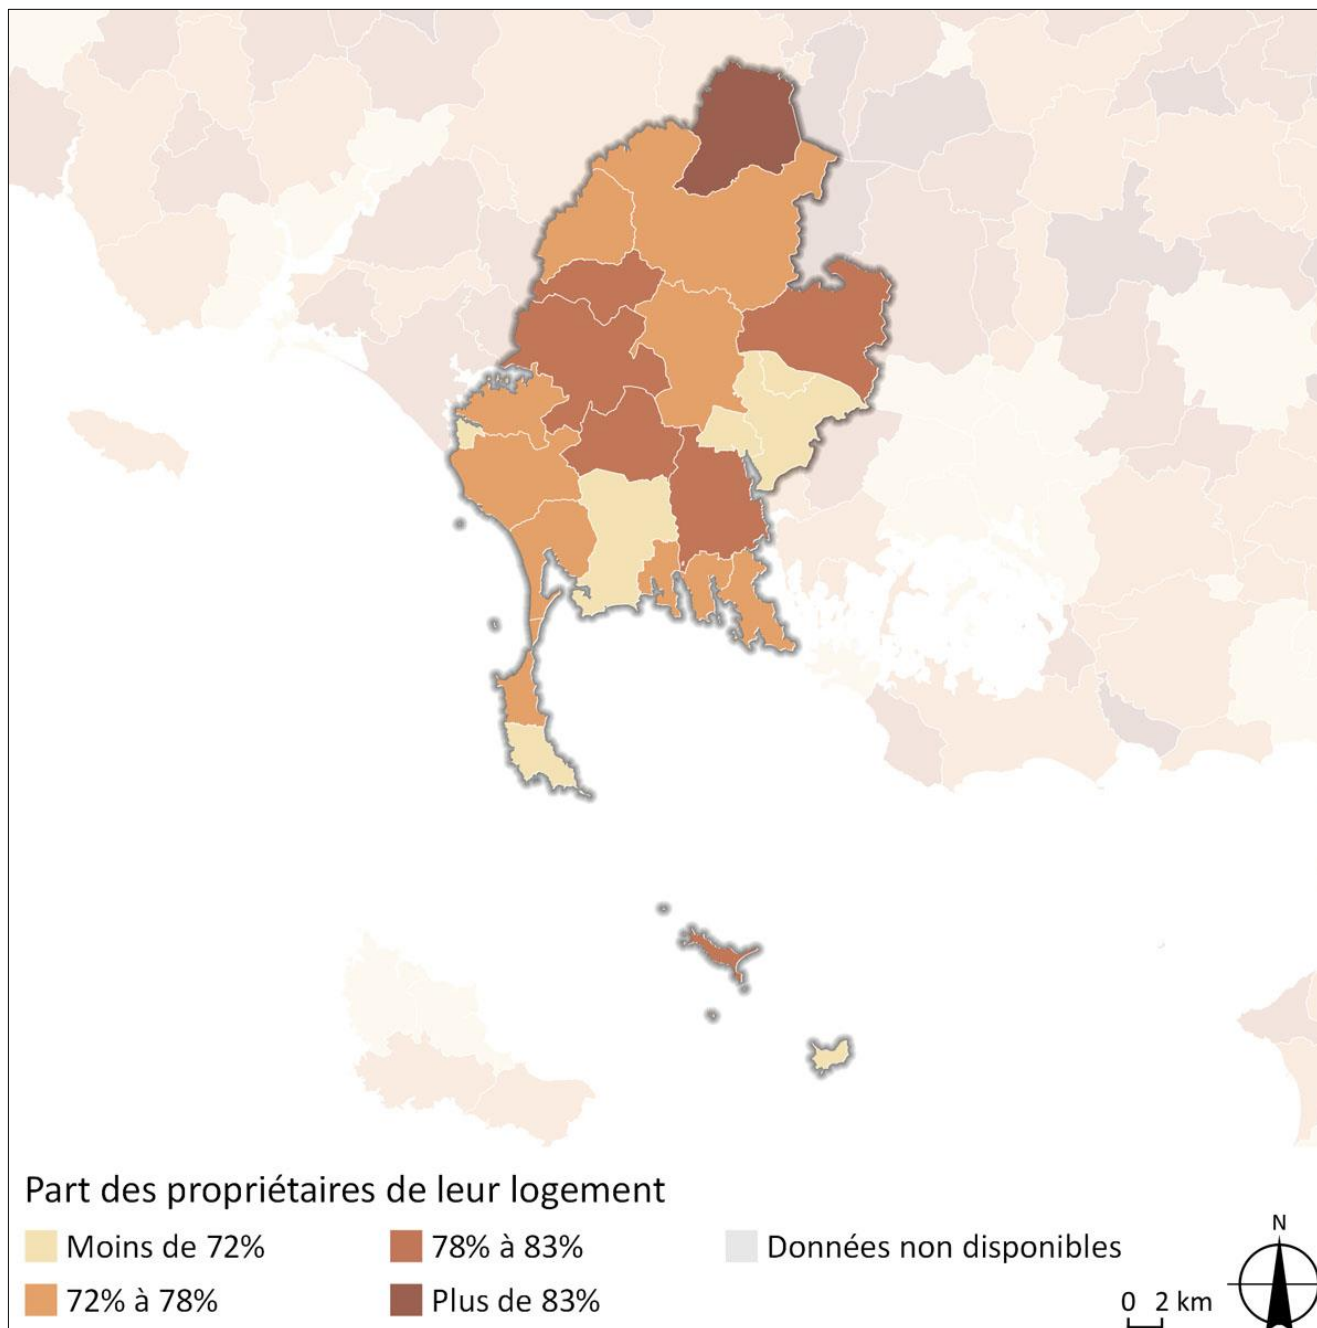 Part des propriétaires de leur logement
Moins de 72%
78% à 83%
Données non disponibles
72% à 78%
Plus de 83%
0 2 km
N